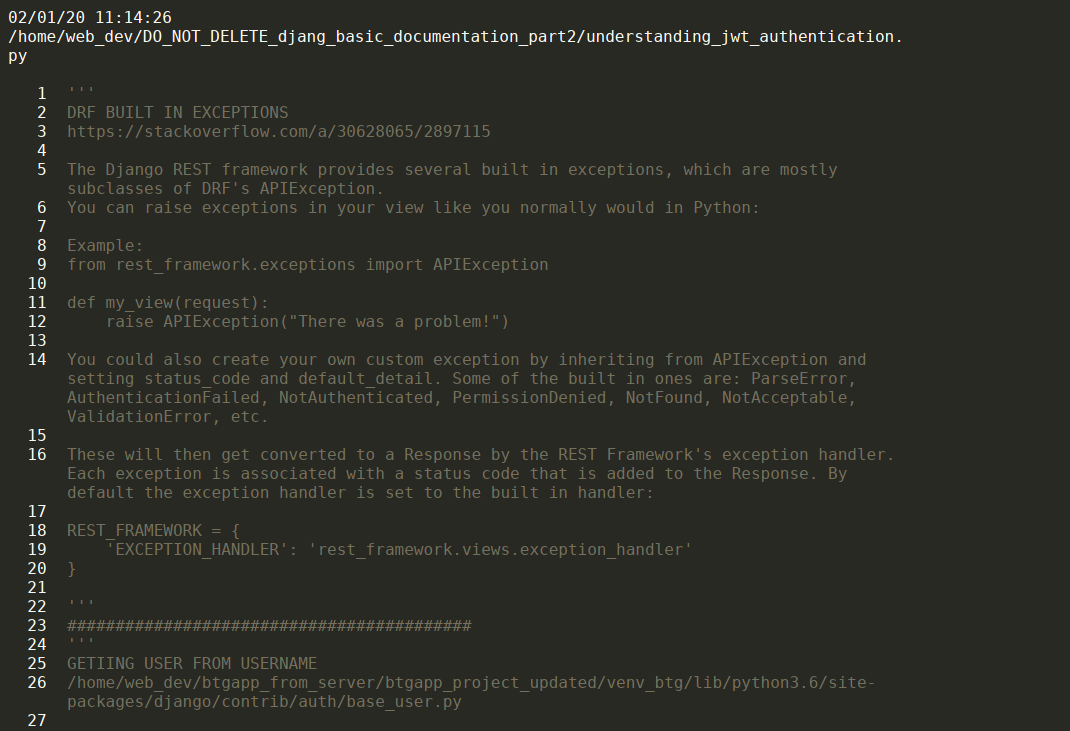 02/01/20 11:14:26
/home/web_dev/DO_NOT_DELETE_djang_basic_documentation_part2/understanding_jwt_authentication.
py
1 '''
2 DRF BUILT IN EXCEPTIONS
3 https://stackoverflow.com/a/30628065/2897115
4
5 The Django REST framework provides several built in exceptions, which are mostly
subclasses of DRF's APIException.
6 You can raise exceptions in your view like you normally would in Python:
7
8 Example:
9 from rest_framework.exceptions import APIException
10
11 def my_view(request):
12     raise APIException("There was a problem!")
13
14 You could also create your own custom exception by inheriting from APIException and
setting status_code and default_detail. Some of the built in ones are: ParseError,
AuthenticationFailed, NotAuthenticated, PermissionDenied, NotFound, NotAcceptable,
ValidationError, etc.
15
16 These will then get converted to a Response by the REST Framework's exception handler.
Each exception is associated with a status code that is added to the Response. By
default the exception handler is set to the built in handler:
17
18 REST_FRAMEWORK = {
19     'EXCEPTION_HANDLER': 'rest_framework.views.exception_handler'
20 }
21
22 '''
23 ##########################################
24 '''
25 GETIING USER FROM USERNAME
26 /home/web_dev/btgapp_from_server/btgapp_project_updated/venv_btg/lib/python3.6/site-
packages/django/contrib/auth/base_user.py
27